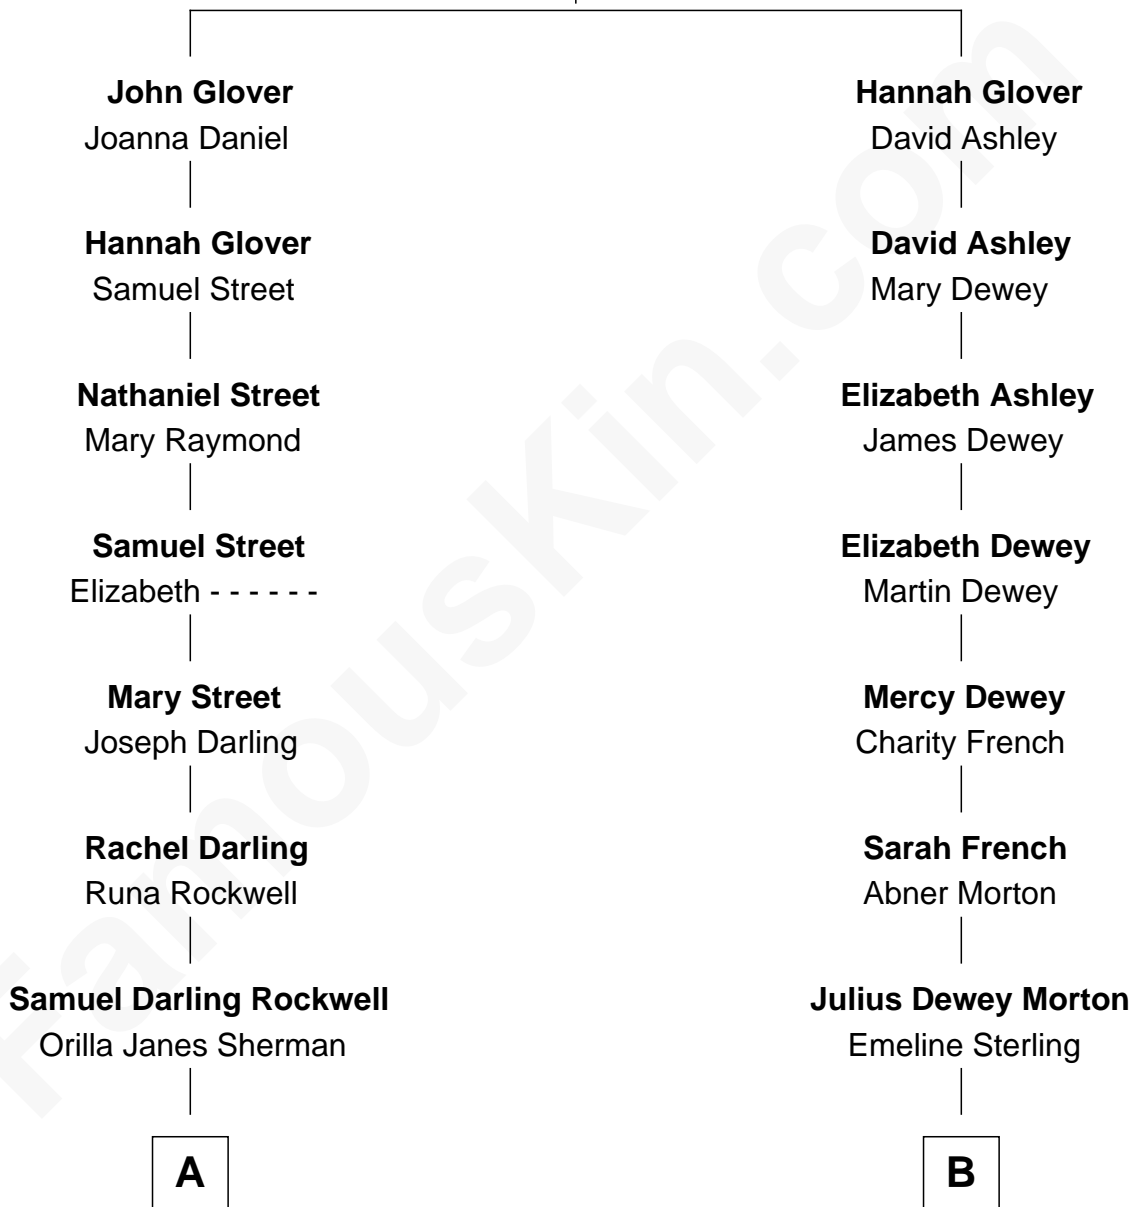 John Glover
Joanna Daniel
Hannah Glover
David Ashley
Hannah Glover
Samuel Street
David Ashley
Mary Dewey
Nathaniel Street
Mary Raymond
Elizabeth Ashley
James Dewey
Samuel Street
Elizabeth - - - - - -
Elizabeth Dewey
Martin Dewey
Mary Street
Joseph Darling
Mercy Dewey
Charity French
Rachel Darling
Runa Rockwell
Sarah French
Abner Morton
Samuel Darling Rockwell
Orilla Janes Sherman
Julius Dewey Morton
Emeline Sterling
A
B
FamousKin.com